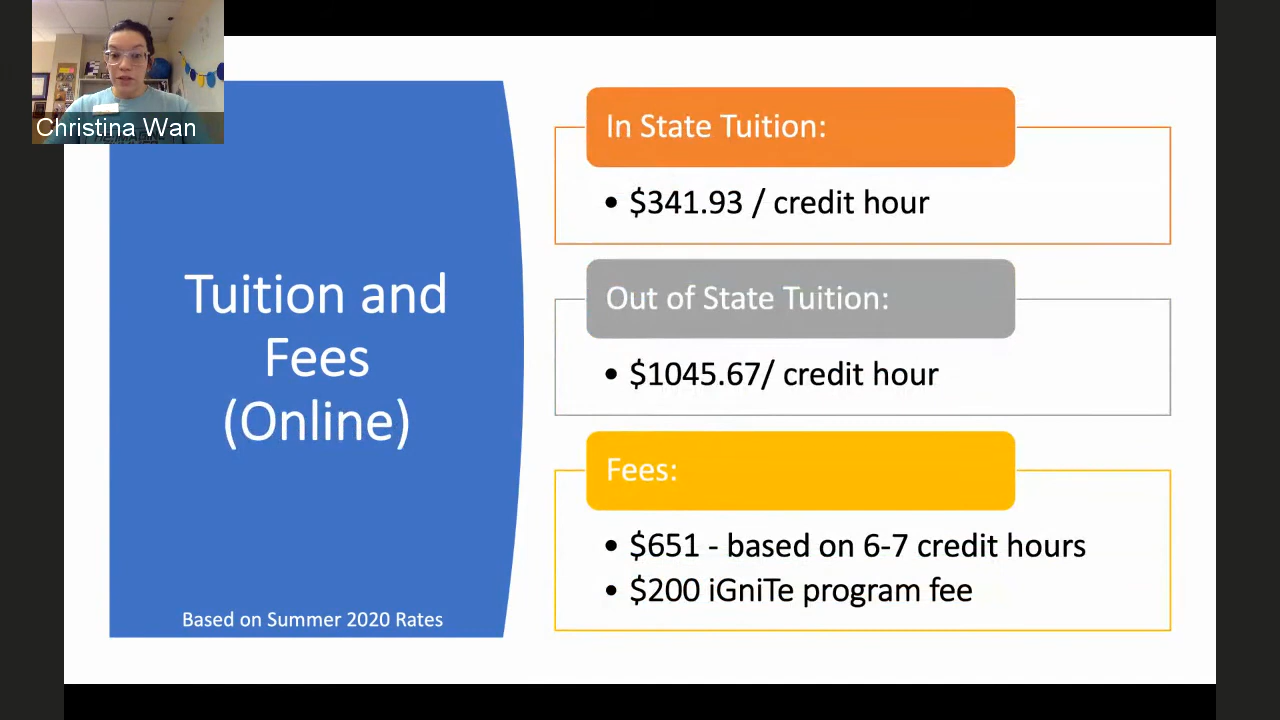 Christina Wan
Tuition and
Fees
(Online)
Based on Summer 2020 Rates
In State Tuition:
• $341.93 / credit hour
Out of State Tuition:
• $1045.67/ credit hour
Fees:
• $651 - based on 6-7 credit hours
• $200 iGniTe program fee